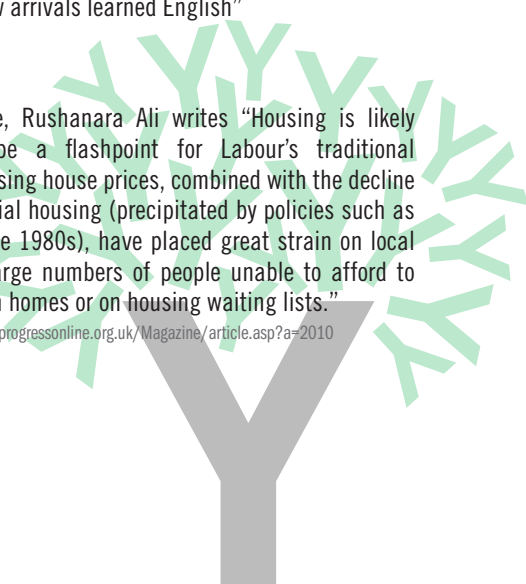 w arrivals learned English”
e, Rushanara Ali writes “Housing is likely
be a flashpoint for Labour’s traditional
sing house prices, combined with the decline
ial housing (precipitated by policies such as
e 1980s), have placed great strain on local
arge numbers of people unable to afford to
n homes or on housing waiting lists.”
progressonline.org.uk/Magazine/article.asp?a=2010